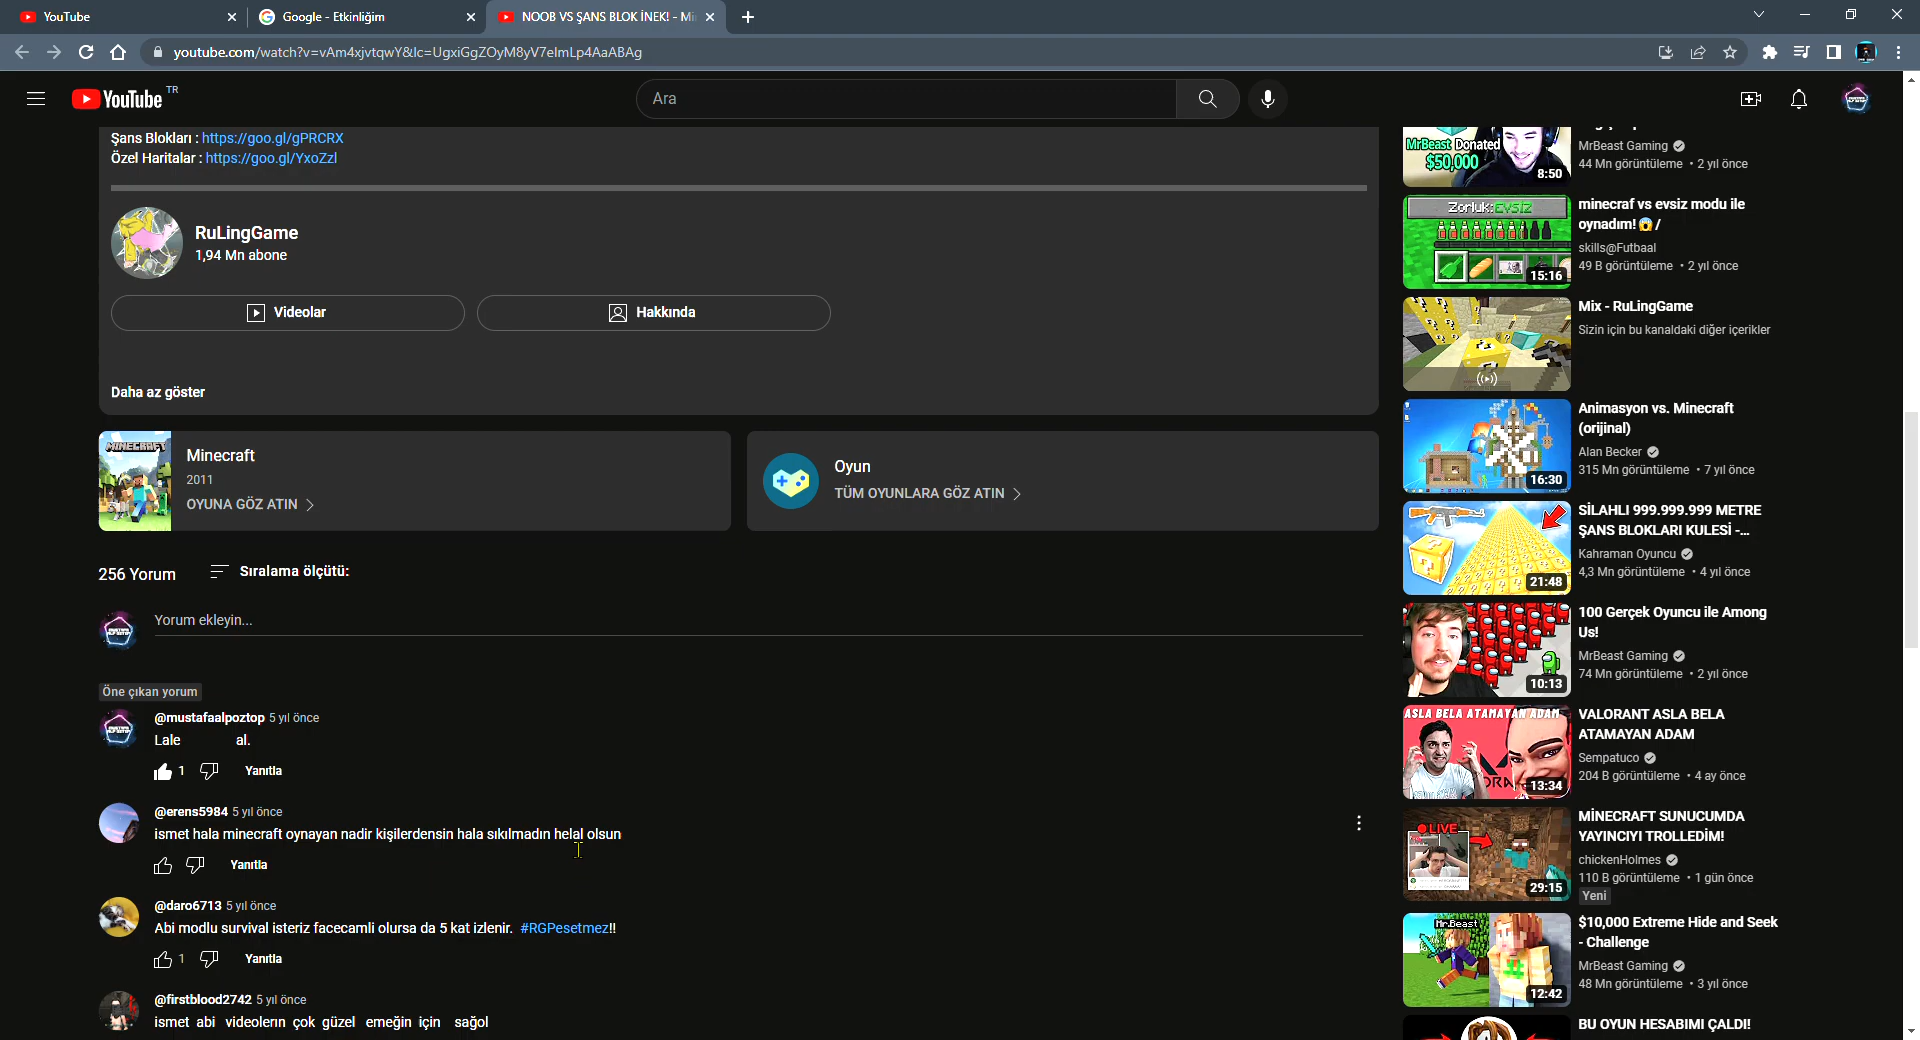 YouTube
Google - Etkinliğim
NOOB VS ŞANS BLOK İNEK! - Mi
youtube.com/watch?v=vAm4xjvtqwY&lc=UgxiGgZOyM8yV7elmLp4AaABAg
YouTube TR
Ara
Şans Blokları : https://goo.gl/gPRCRX
Özel Haritalar : https://goo.gl/YxoZzl
RuLingGame
1,94 Mn abone
Videolar
Hakkında
Daha az göster
MINECRAFT
Minecraft
2011
OYUNA GÖZ ATIN
Oyun
TÜM OYUNLARA GÖZ ATIN
256 Yorum
Sıralama ölçütü:
Yorum ekleyin...
Öne çıkan yorum
@mustafaalpoztop 5 yıl önce
Lale al.
1
Yanıtla
@erens5984 5 yıl önce
ismet hala minecraft oynayan nadir kişilerdensin hala sıkılmadın helal olsun
Yanıtla
@daro6713 5 yıl önce
Abi modlu survival isteriz facecamli olursa da 5 kat izlenir. #RGPesetmez!!
1
Yanıtla
@firstblood2742 5 yıl önce
ismet abi videoların çok güzel emeğin için sağol
MrBeast Donated
$50,000
8:50
MrBeast Gaming
44 Mn görüntüleme • 2 yıl önce
Zorluk:EVSİZ
15:16
minecraf vs evsiz modu ile
oynadım!😱 /
skills@Futbaal
49 B görüntüleme • 2 yıl önce
Mix - RuLingGame
Sizin için bu kanaldaki diğer içerikler
16:30
Animasyon vs. Minecraft
(orijinal)
Alan Becker
315 Mn görüntüleme • 7 yıl önce
21:48
SİLAHLI 999.999.999 METRE
ŞANS BLOKLARI KULESİ -...
Kahraman Oyuncu
4,3 Mn görüntüleme • 4 yıl önce
10:13
100 Gerçek Oyuncu ile Among
Us!
MrBeast Gaming
74 Mn görüntüleme • 2 yıl önce
ASLA BELA ATAMAYAN ADAM
13:34
VALORANT ASLA BELA
ATAMAYAN ADAM
Sempatuco
204 B görüntüleme • 4 ay önce
LIVE
29:15
MİNECRAFT SUNUCUMDA
YAYINCIYI TROLLEDİM!
chickenHolmes
110 B görüntüleme • 1 gün önce
Yeni
Mr.Beast
12:42
$10,000 Extreme Hide and Seek
- Challenge
MrBeast Gaming
48 Mn görüntüleme • 3 yıl önce
BU OYUN HESABIMI ÇALDI!